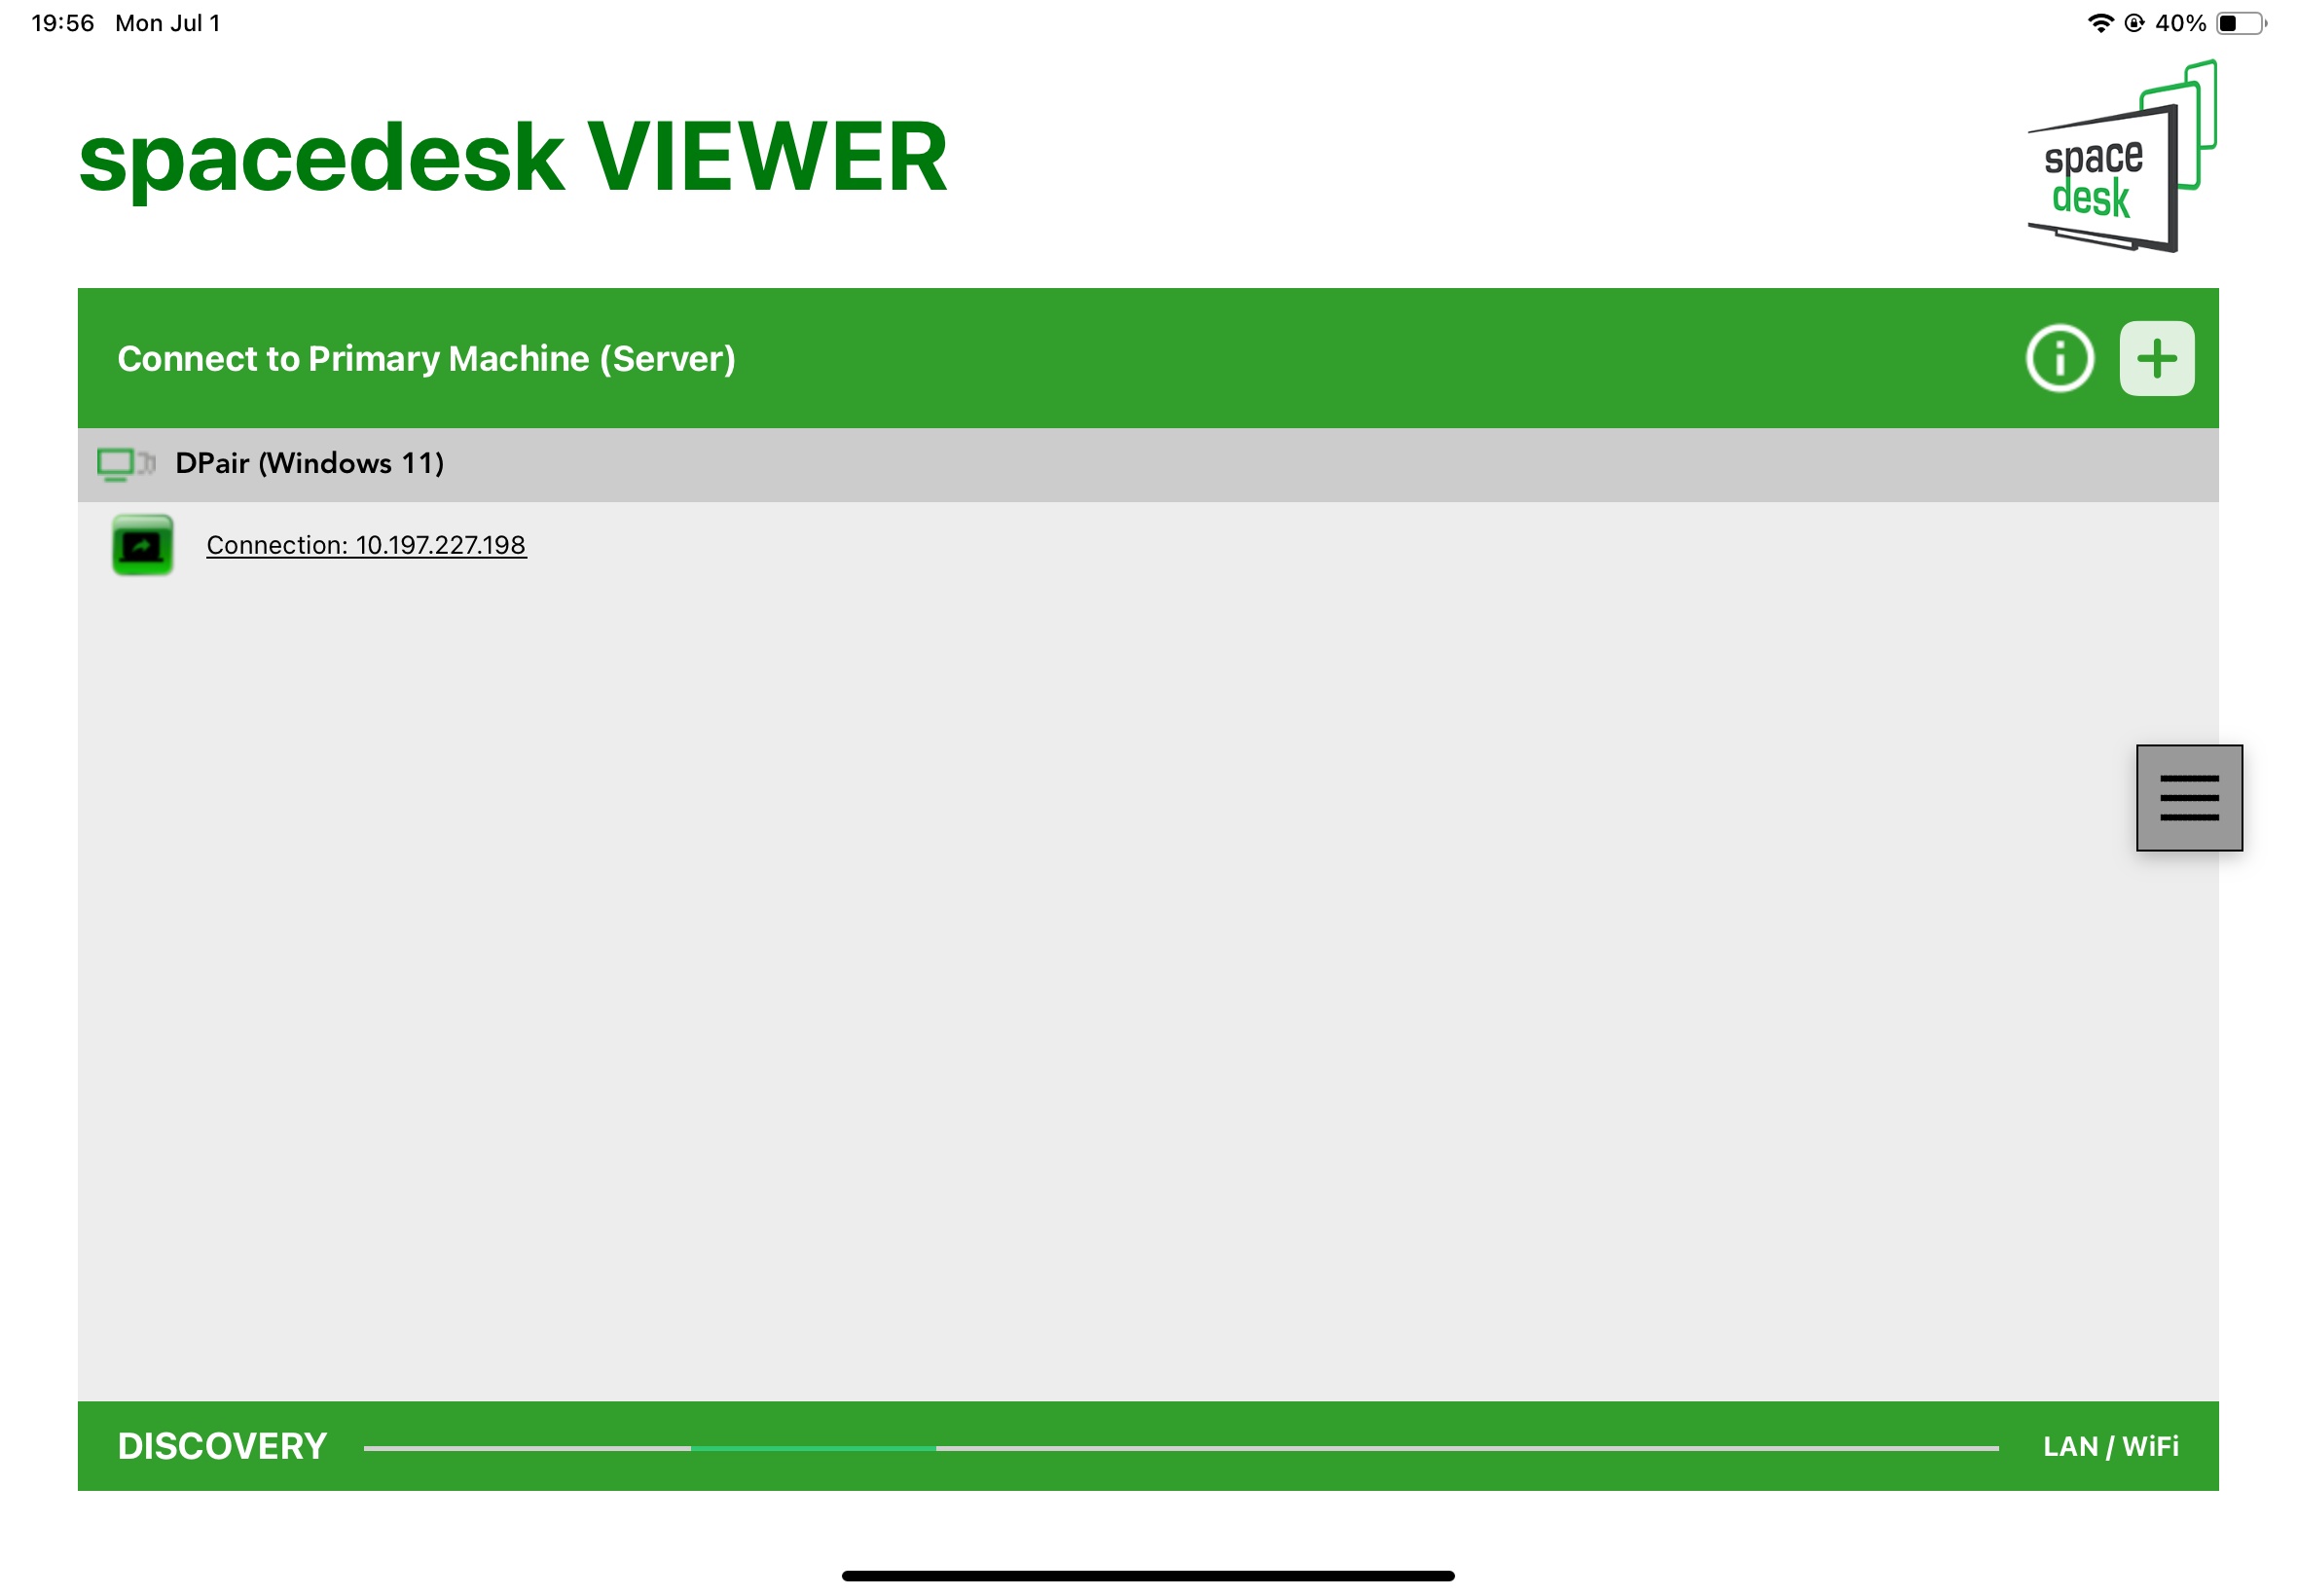 19:56 Mon Jul 1
40%
spacedesk VIEWER
space
desk
Connect to Primary Machine (Server)
DPair (Windows 11)
Connection: 10.197.227.198
DISCOVERY
LAN / WiFi